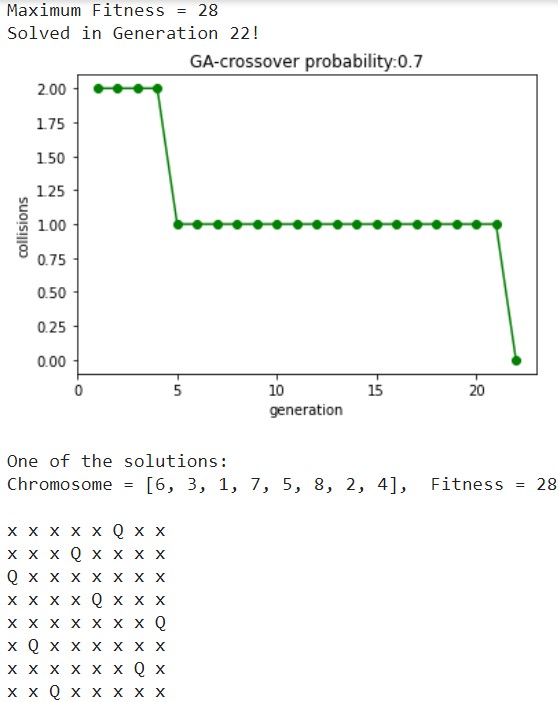 Maximum Fitness = 28
Solved in Generation 22!
GA-crossover probability:0.7
2.00
1.75
1.50
1.25
1.00
0.75
0.50
0.25
0.00
collisions
0 5 10 15 20
generation
One of the solutions:
Chromosome = [6, 3, 1, 7, 5, 8, 2, 4], Fitness = 28
x x x x x Q x x
x x x Q x x x x
Q x x x x x x x
x x x x Q x x x
x x x x x x x Q
x Q x x x x x x
x x x x x x Q x
x x Q x x x x x